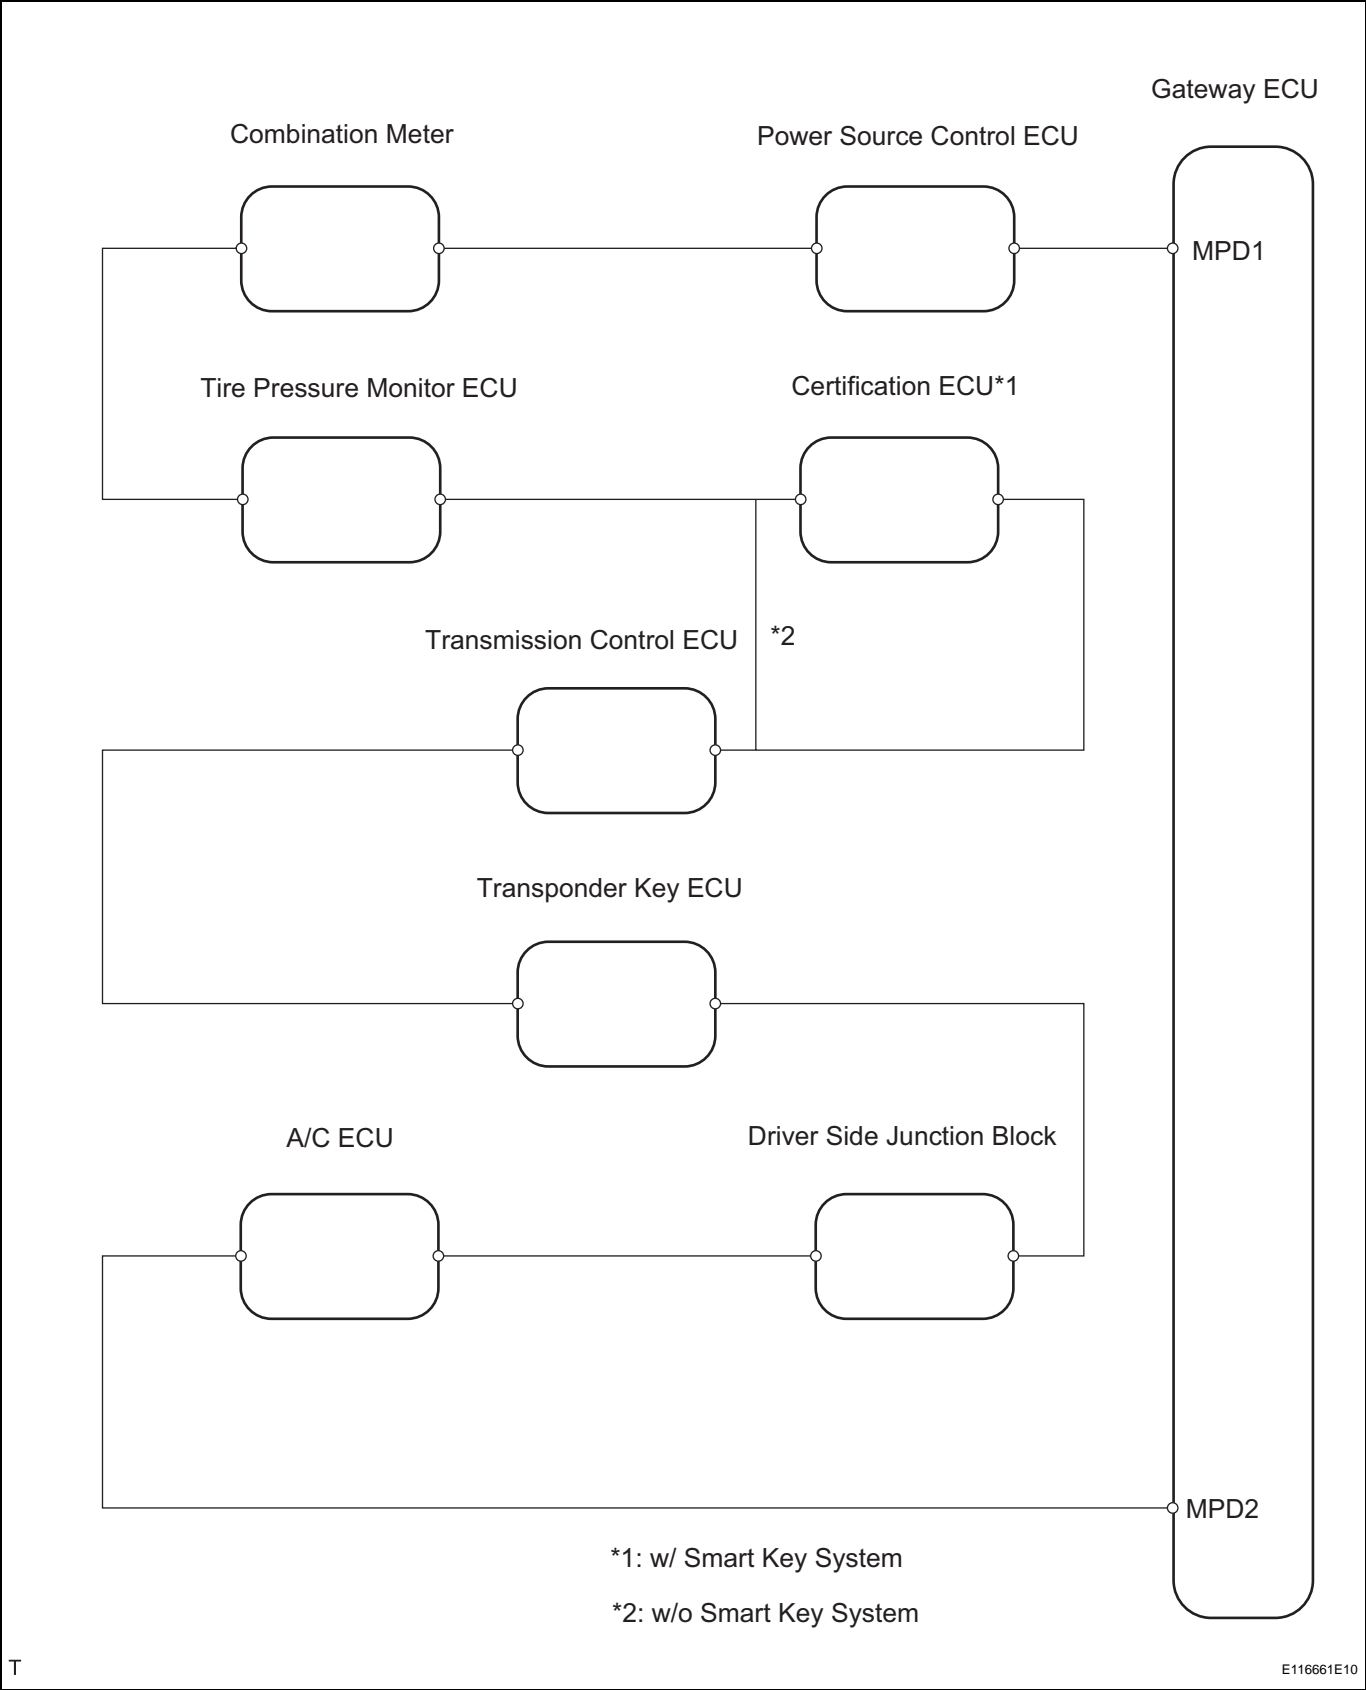 Gateway ECU
Combination Meter
Power Source Control ECU
MPD1
Tire Pressure Monitor ECU
Certification ECU*1
Transmission Control ECU
*2
Transponder Key ECU
A/C ECU
Driver Side Junction Block
MPD2
*1: w/ Smart Key System
*2: w/o Smart Key System
T
E116661E10